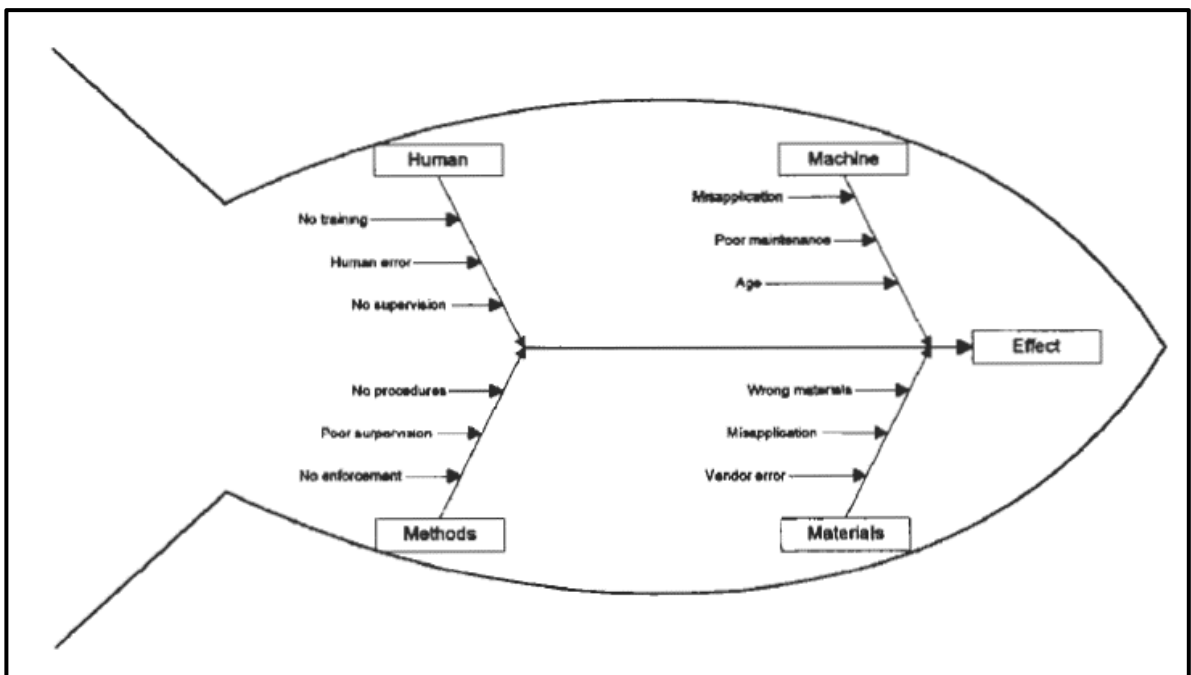 Human
Machine
No training
Human error
No supervision
Misapplication
Poor maintenance
Age
Effect
No procedures
Poor surpervision
No enforcement
Wrong materials
Misapplication
Vendor error
Methods
Materials